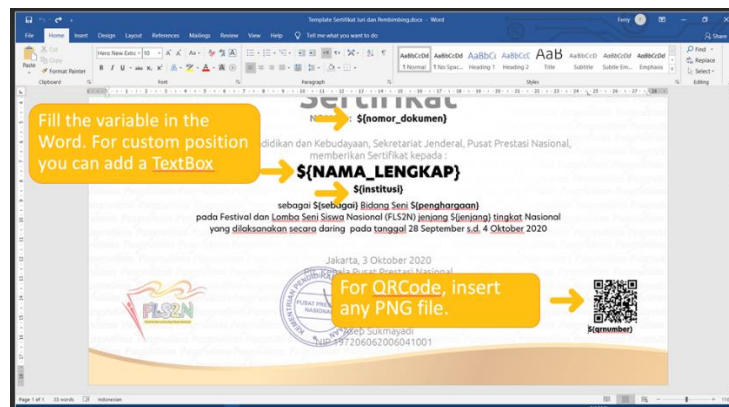 Template Sertifikat Juri dan Pembimbing.docx - Word
Ferry
File Home Insert Design Layout References Mailings Review View Help Tell me what you want to do
Share
Cut
Copy
Paste
Format Painter
Clipboard
Font
Paragraph
Normal No Spac... Heading 1 Heading 2 Title Subtitle Subtle Em... Emphasis
Styles
Find
Replace
Select
Editing
Sertifikat
Fill the variable in the
Word. For custom position
you can add a TextBox
${nomor_dokumen}
dan Kebudayaan, Sekretariat Jenderal, Pusat Prestasi Nasional,
memberikan Sertifikat kepada :
${NAMA_LENGKAP}
${institusi}
sebagai ${sebagai} Bidang Seni ${penghargaan}
pada Festival dan Lomba Seni Siswa Nasional (FLS2N) jenjang ${jenjang} tingkat Nasional
yang dilaksanakan secara daring pada tanggal 28 September s.d. 4 Oktober 2020
Jakarta, 3 Oktober 2020
Kepala Pusat Prestasi Nasional
For QRCode, insert
any PNG file.
FLS2N
PUSAT PRESTASI
NASIONAL
${qrnumber}
Asep Sukmayadi
NIP 197206062006041001
Page 1 of 1 33 words Indonesian